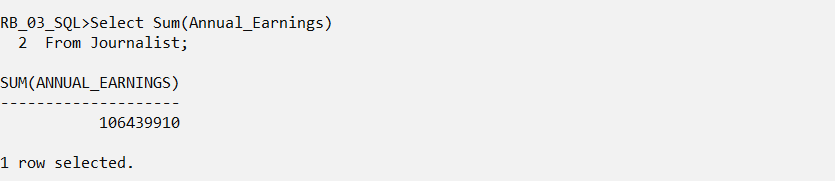 RB_03_SQL>Select Sum(Annual_Earnings)
  2  From Journalist;
SUM(ANNUAL_EARNINGS)
--------------------
           106439910
1 row selected.